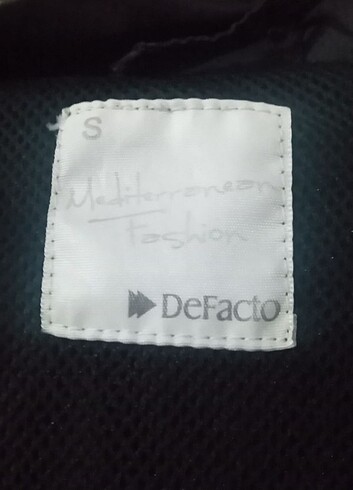 S
Mediterranean
Fashion
DeFacto